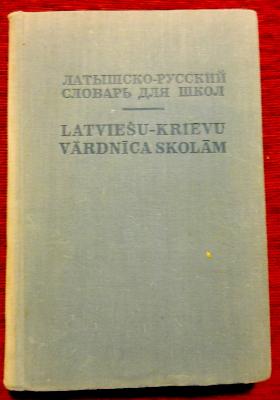 ЛАТЫШСКО-РУССКИЙ
СЛОВАРЬ ДЛЯ ШКОЛ
LATVIEŠU-KRIEVU
VĀRDNĪCA SKOLĀM